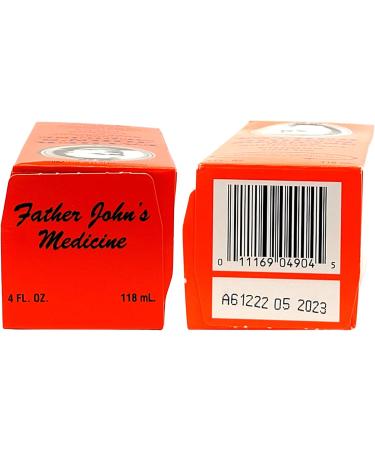 Father John's
Medicine
4 FL. OZ.
118 mL.
0 11169 04904 5
A61222 05 2023